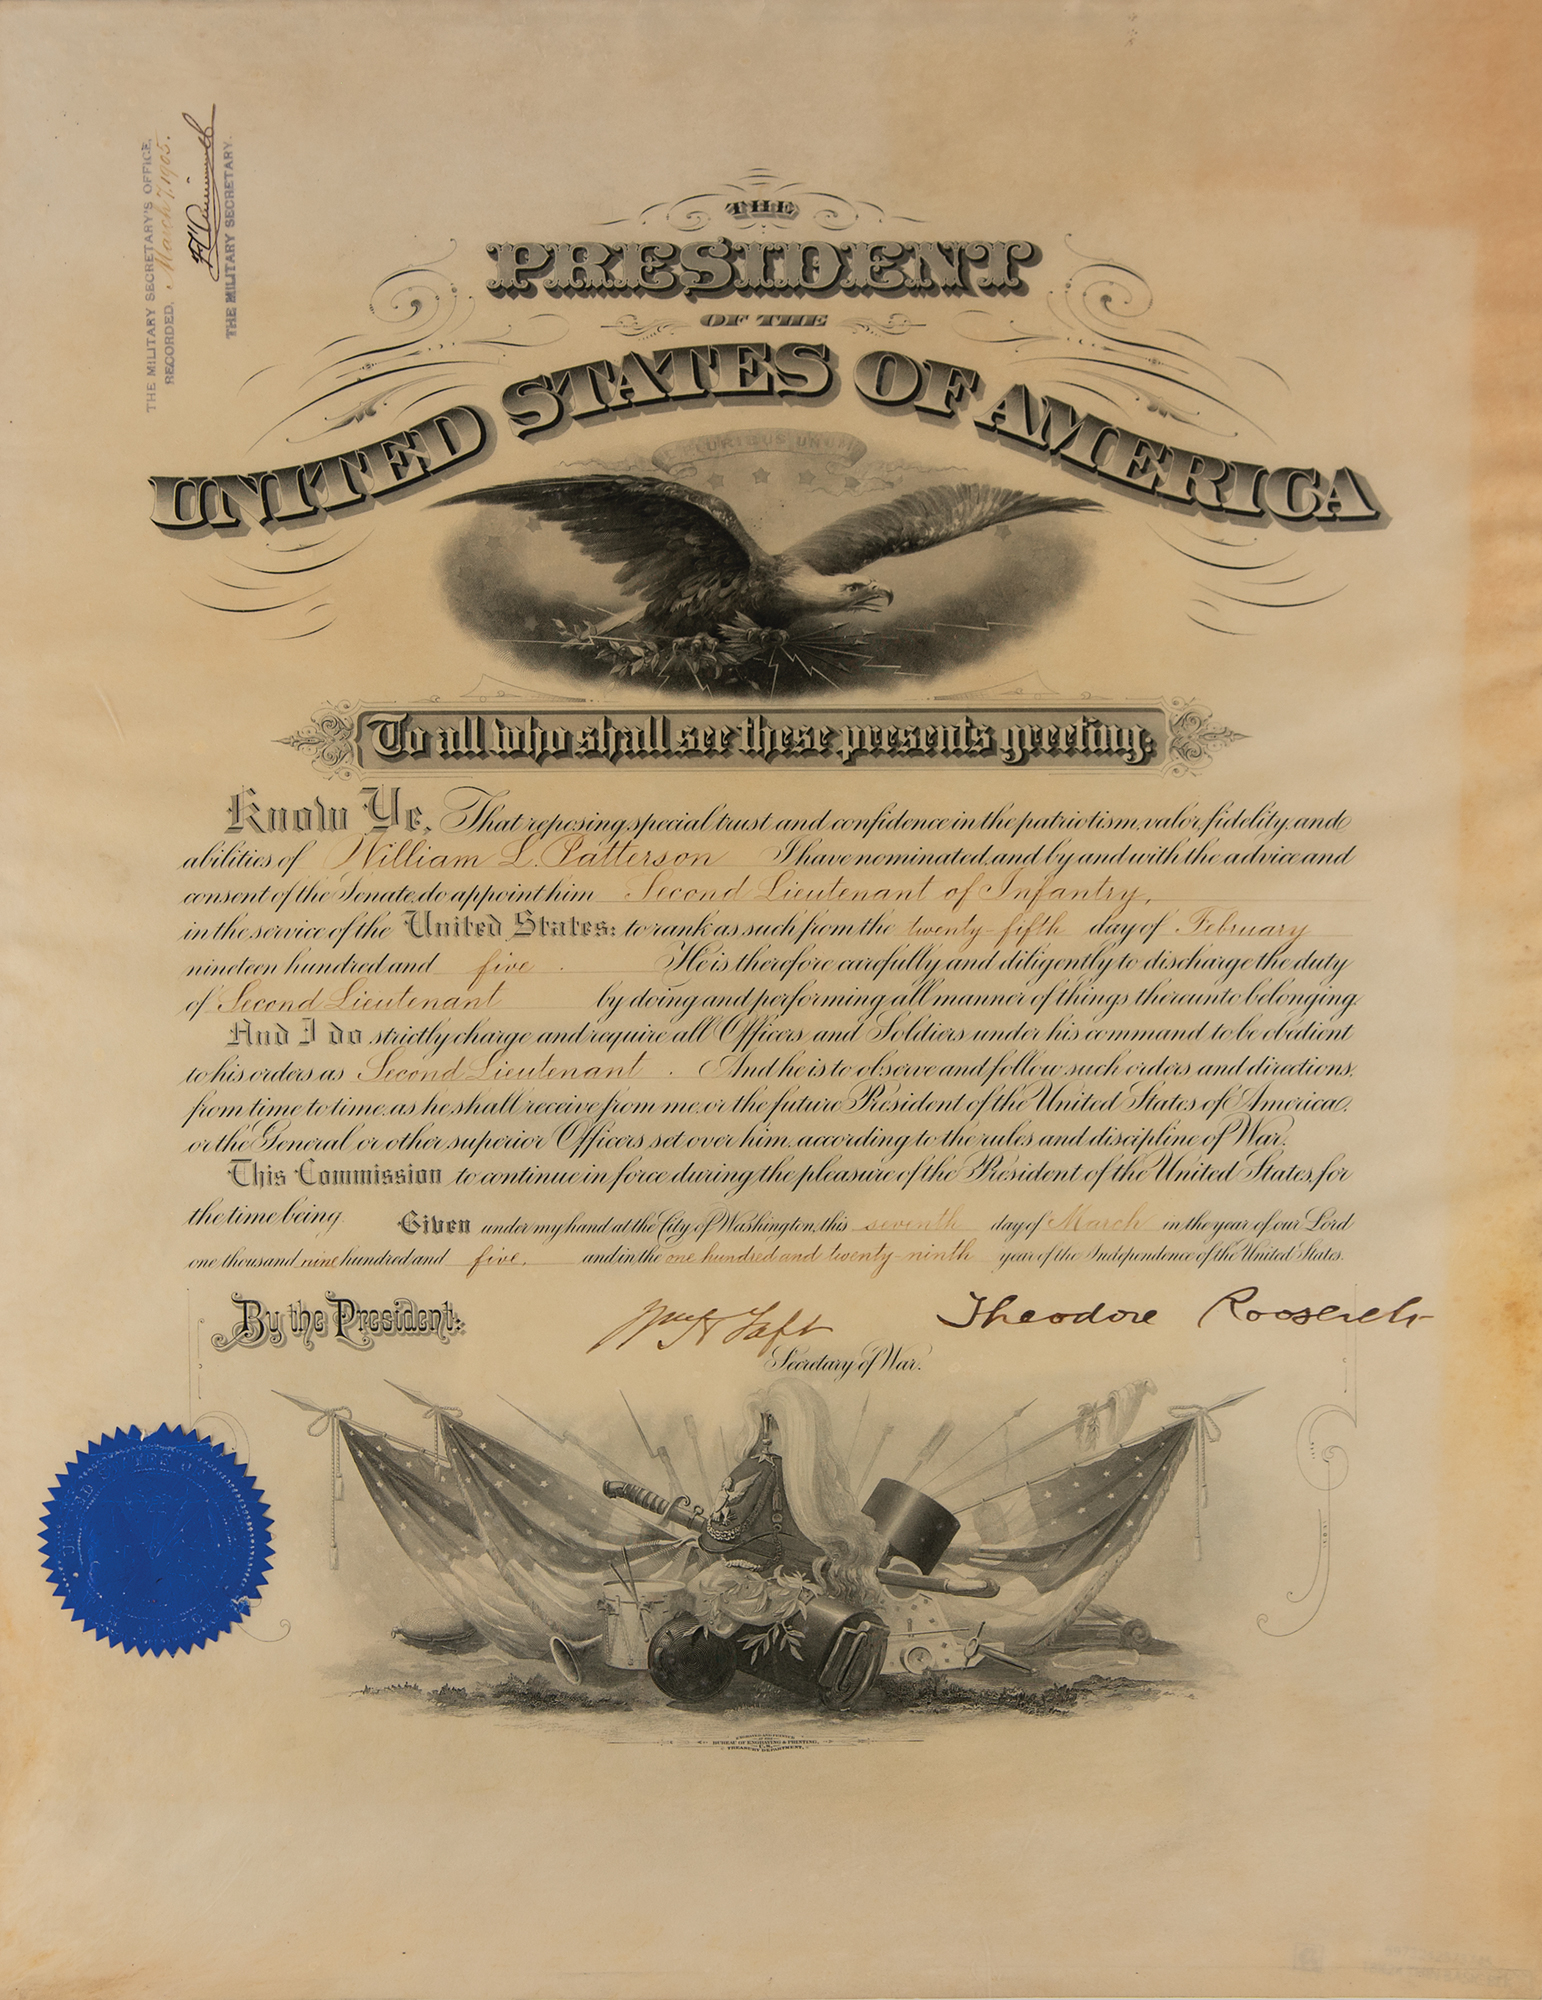 THE MILITARY SECRETARY'S OFFICE,
RECORDED, March 7, 1905.
THE MILITARY SECRETARY.
THE
PRESIDENT
OF THE
UNITED STATES OF AMERICA
PLURIBUS UNUM
To all who shall see these presents greeting:
Know Ye, That reposing special trust and confidence in the patriotism, valor, fidelity, and
abilities of William L. Patterson I have nominated, and by and with the advice and
consent of the Senate, do appoint him Second Lieutenant of Infantry,
in the service of the United States: to rank as such from the twenty-fifth day of February
nineteen hundred and five. He is therefore carefully and diligently to discharge the duty
of Second Lieutenant by doing and performing all manner of things thereunto belonging.
And I do strictly charge and require all Officers and Soldiers under his command to be obedient
to his orders as Second Lieutenant. And he is to observe and follow such orders and directions,
from time to time, as he shall receive from me, or the future President of the United States of America,
or the General or other superior Officers set over him, according to the rules and discipline of War.
This Commission to continue in force during the pleasure of the President of the United States, for
the time being. Given under my hand at the City of Washington, this seventh day of March in the year of our Lord
one thousand nine hundred and five, and in the one hundred and twenty-ninth year of the Independence of the United States.
By the President: Wm H Taft Theodore Roosevelt
Secretary of War.
BUREAU OF ENGRAVING & PRINTING,
TREASURY DEPARTMENT.